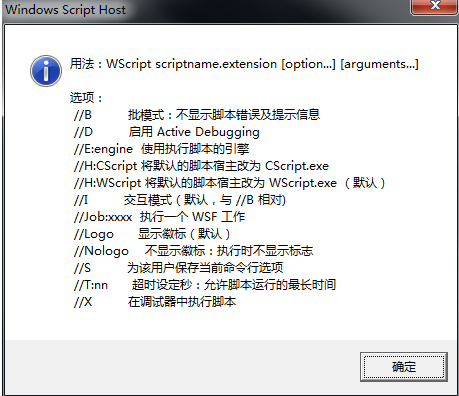 Windows Script Host
用法：WScript scriptname.extension [option...] [arguments...]
选项：
//B 批模式：不显示脚本错误及提示信息
//D 启用 Active Debugging
//E:engine 使用执行脚本的引擎
//H:CScript 将默认的脚本宿主改为 CScript.exe
//H:WScript 将默认的脚本宿主改为 WScript.exe （默认）
//I 交互模式（默认，与 //B 相对)
//Job:xxxx 执行一个 WSF 工作
//Logo 显示徽标（默认）
//Nologo 不显示徽标：执行时不显示标志
//S 为该用户保存当前命令行选项
//T:nn 超时设定秒：允许脚本运行的最长时间
//X 在调试器中执行脚本
确定